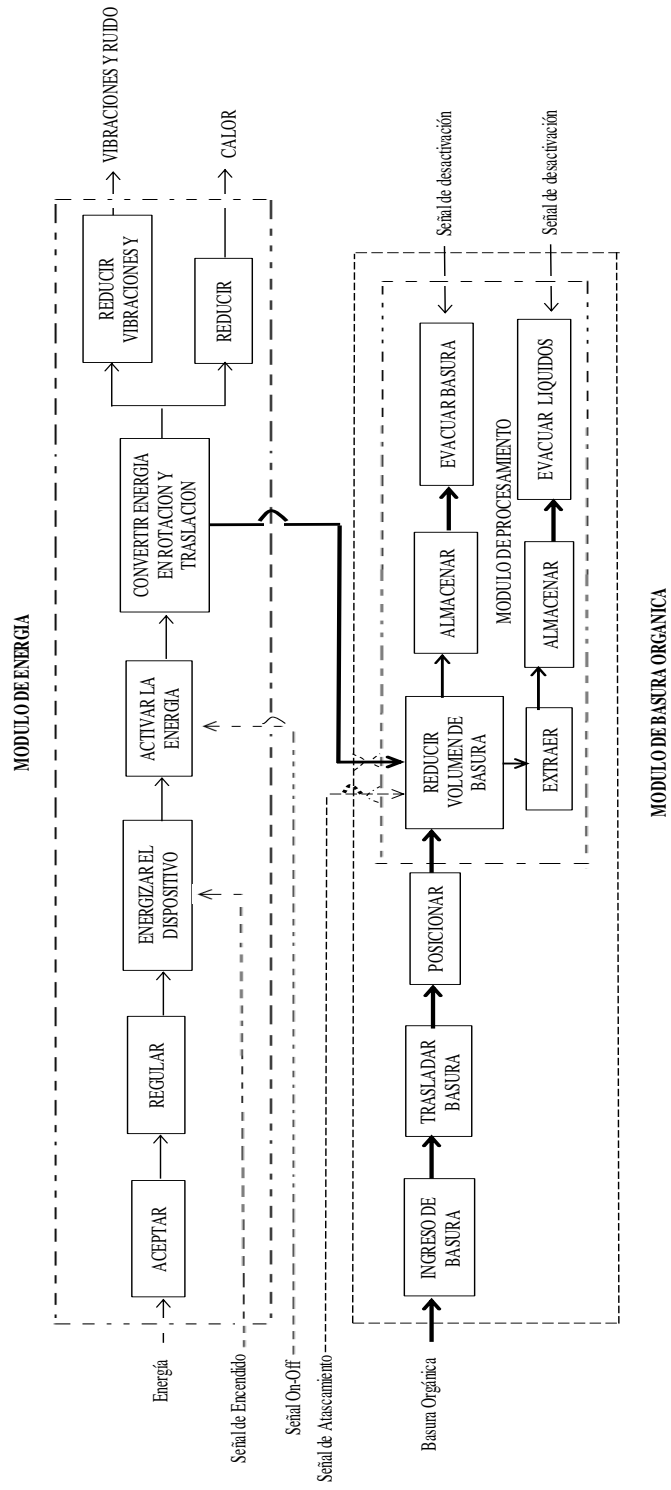 MODULO DE ENERGIA
Energía
ACEPTAR
REGULAR
ENERGIZAR EL
DISPOSITIVO
ACTIVAR LA
ENERGIA
CONVERTIR ENERGIA
EN ROTACION Y
TRASLACION
REDUCIR
VIBRACIONES Y
VIBRACIONES Y RUIDO
REDUCIR
CALOR
Señal de Encendido
Señal On-Off
Señal de Atascamiento
Basura Orgánica
INGRESO DE
BASURA
TRASLADAR
BASURA
POSICIONAR
REDUCIR
VOLUMEN DE
BASURA
ALMACENAR
EVACUAR BASURA
Señal de desactivación
MODULO DE PROCESAMIENTO
EXTRAER
ALMACENAR
EVACUAR LIQUIDOS
Señal de desactivación
MODULO DE BASURA ORGANICA